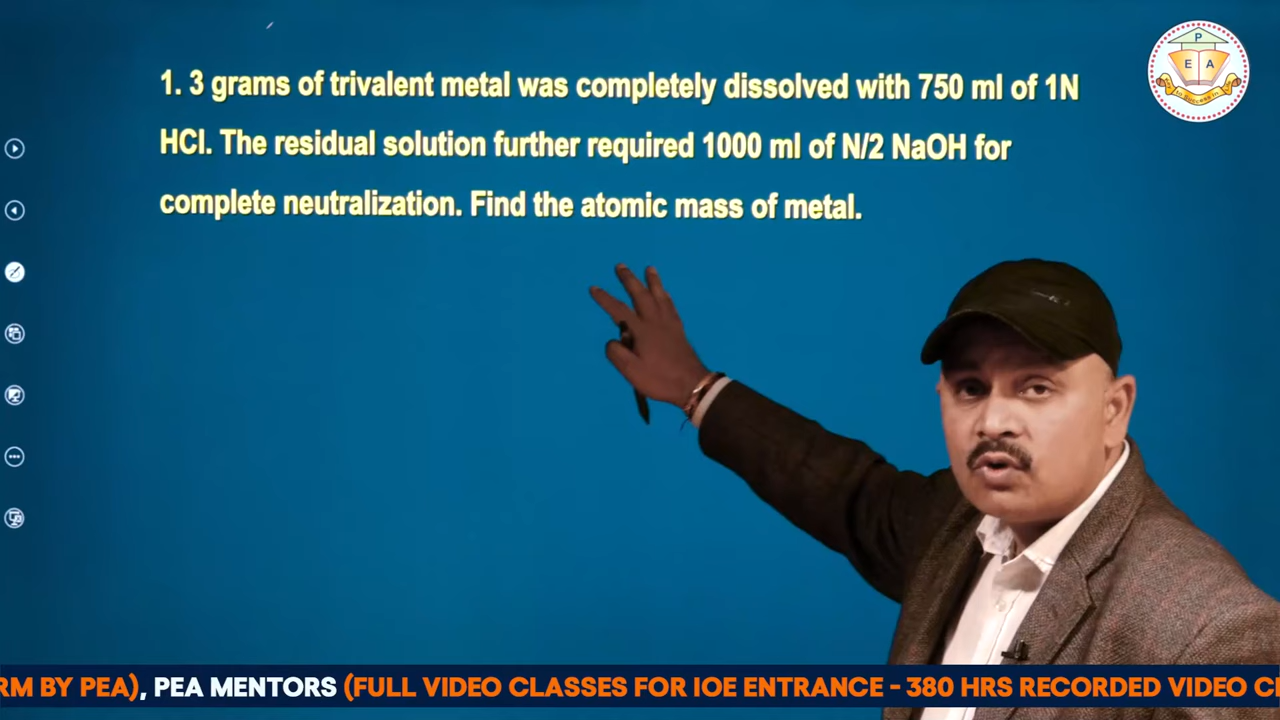 1. 3 grams of trivalent metal was completely dissolved with 750 ml of 1N
HCl. The residual solution further required 1000 ml of N/2 NaOH for
complete neutralization. Find the atomic mass of metal.
P
E A
RM BY PEA), PEA MENTORS (FULL VIDEO CLASSES FOR IOE ENTRANCE - 380 HRS RECORDED VIDEO